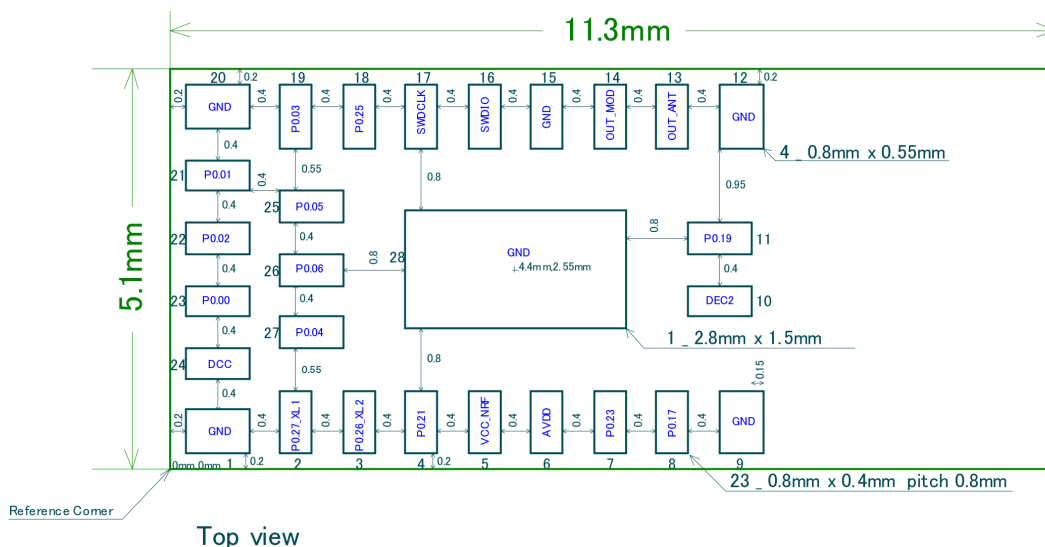 11.3mm
20 0.2 19 18 17 16 15 14 13 12 0.2
0.2 GND 0.4 P0.03 0.4 P0.25 0.4 SWDCLK 0.4 SWDIO 0.4 GND 0.4 OUT_MOD 0.4 OUT_ANT 0.4 GND
0.4 4 _ 0.8mm x 0.55mm
21 P0.01 0.4 0.55 0.8 0.95
0.4 25 P0.05
22 P0.02 0.4 0.8 0.8 P0.19 11
5.1mm
0.4 26 P0.06 28 GND 4.4mm,2.55mm 0.4
23 P0.00 0.4 DEC2 10
0.4 27 P0.04 1 _ 2.8mm x 1.5mm
24 DCC 0.55 0.8 0.15
0.4
0.2 GND 0.4 P0.27_XL1 0.4 P0.26_XL2 0.4 P0.21 0.4 VCC_NRF 0.4 AVDD 0.4 P0.23 0.4 P0.17 0.4 GND
0mm,0mm 1 0.2 2 3 4 0.2 5 6 7 8 9
23 _ 0.8mm x 0.4mm pitch 0.8mm
Reference Corner
Top view